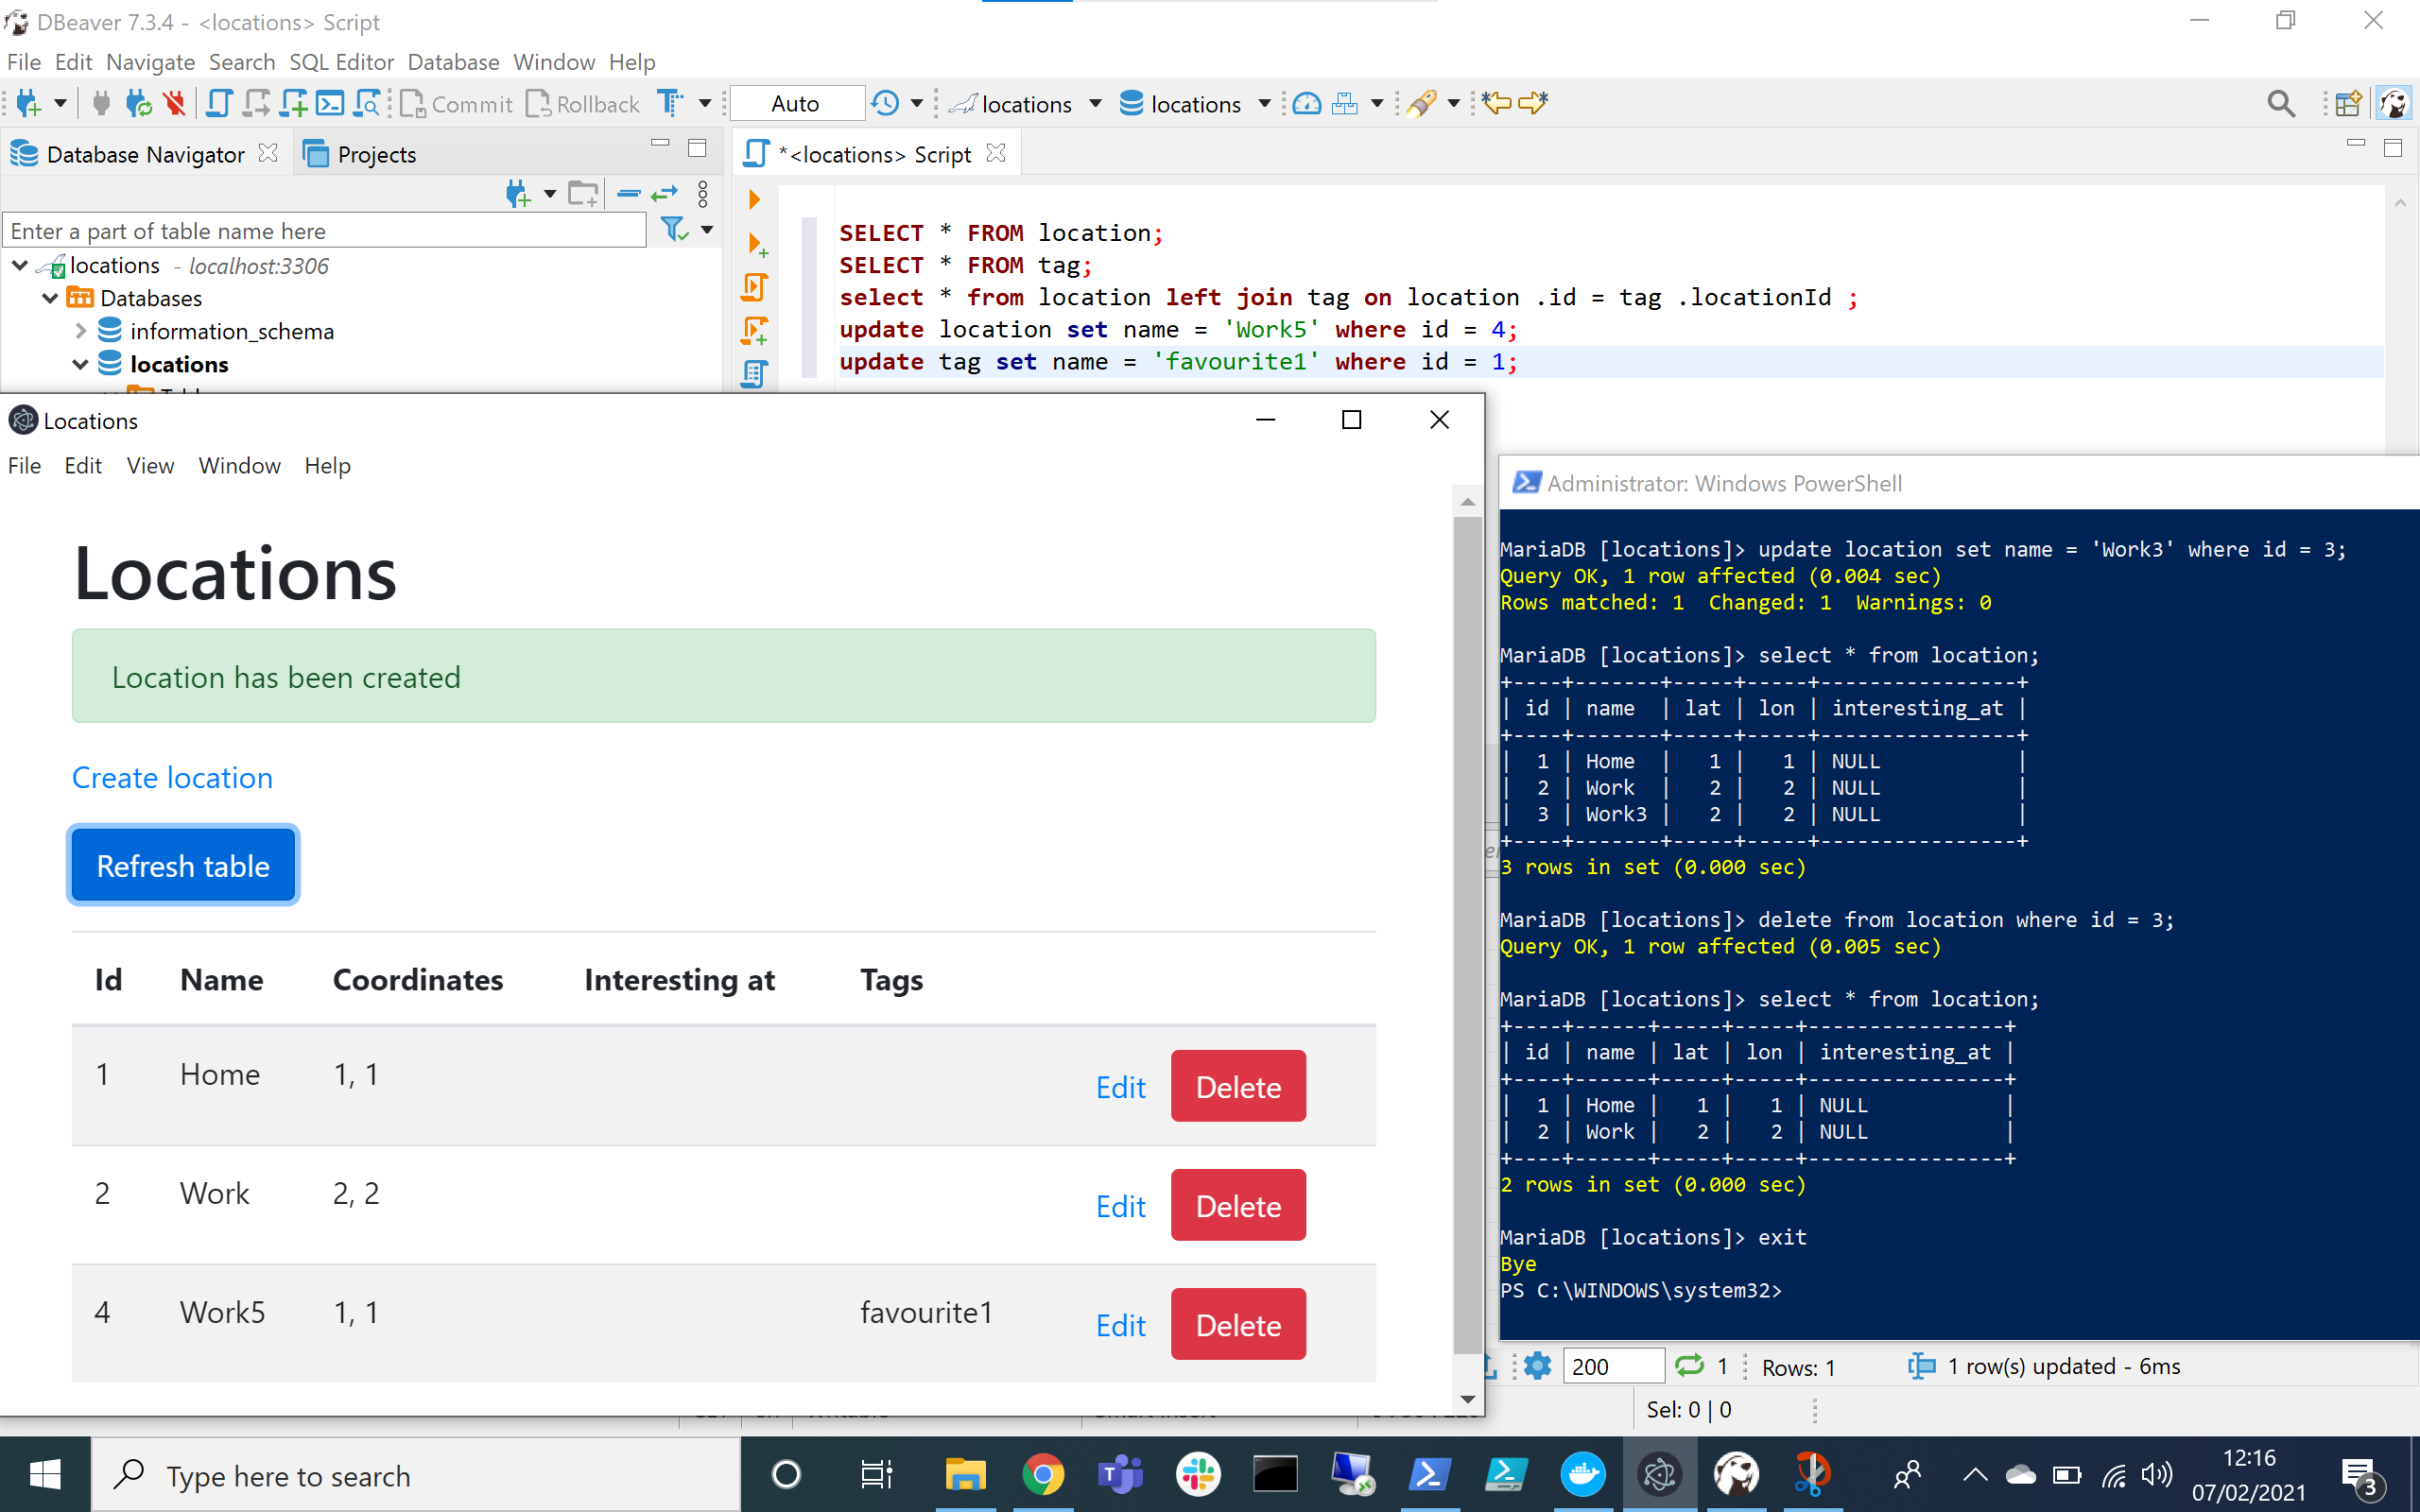 DBeaver 7.3.4 - <locations> Script
File Edit Navigate Search SQL Editor Database Window Help
Commit Rollback Auto locations locations
Database Navigator Projects
*<locations> Script
Enter a part of table name here
locations - localhost:3306
Databases
information_schema
locations
SELECT * FROM location;
SELECT * FROM tag;
select * from location left join tag on location .id = tag .locationId ;
update location set name = 'Work5' where id = 4;
update tag set name = 'favourite1' where id = 1;
Locations
File Edit View Window Help
Locations
Location has been created
Create location
Refresh table
Id Name Coordinates Interesting at Tags
1 Home 1, 1 Edit Delete
2 Work 2, 2 Edit Delete
4 Work5 1, 1 favourite1 Edit Delete
Administrator: Windows PowerShell
MariaDB [locations]> update location set name = 'Work3' where id = 3;
Query OK, 1 row affected (0.004 sec)
Rows matched: 1  Changed: 1  Warnings: 0
MariaDB [locations]> select * from location;
+----+-------+-----+-----+----------------+
| id | name  | lat | lon | interesting_at |
+----+-------+-----+-----+----------------+
|  1 | Home  |   1 |   1 | NULL           |
|  2 | Work  |   2 |   2 | NULL           |
|  3 | Work3 |   2 |   2 | NULL           |
+----+-------+-----+-----+----------------+
3 rows in set (0.000 sec)
MariaDB [locations]> delete from location where id = 3;
Query OK, 1 row affected (0.005 sec)
MariaDB [locations]> select * from location;
+----+------+-----+-----+----------------+
| id | name | lat | lon | interesting_at |
+----+------+-----+-----+----------------+
|  1 | Home |   1 |   1 | NULL           |
|  2 | Work |   2 |   2 | NULL           |
+----+------+-----+-----+----------------+
2 rows in set (0.000 sec)
MariaDB [locations]> exit
Bye
PS C:\WINDOWS\system32>
200 1 Rows: 1 1 row(s) updated - 6ms
Sel: 0 | 0
Type here to search
12:16
07/02/2021
3